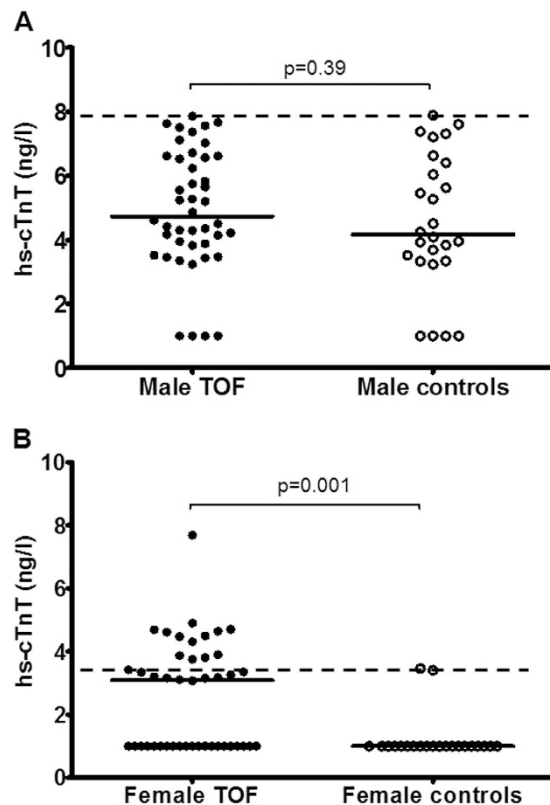 A
10
p=0.39
8
6
hs-cTnT (ng/l)
4
2
0
Male TOF Male controls
B
10
p=0.001
8
6
hs-cTnT (ng/l)
4
2
0
Female TOF Female controls